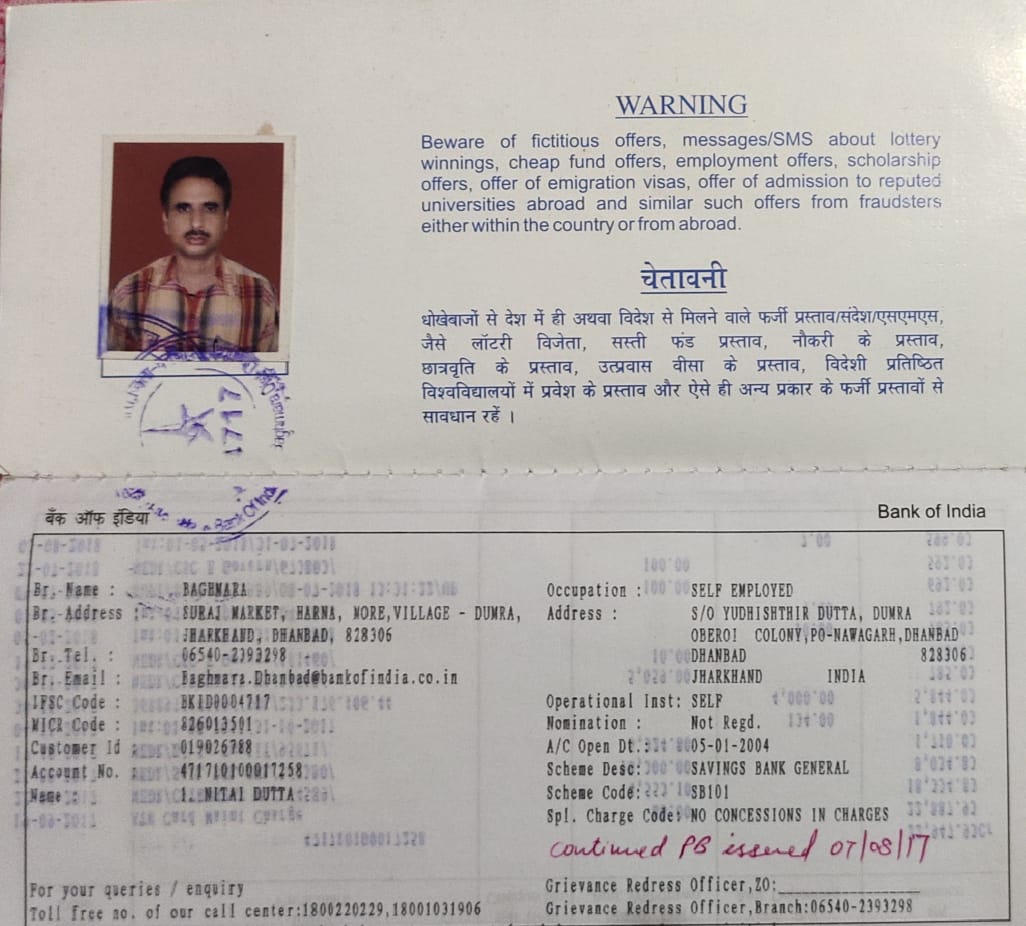 WARNING
Beware of fictitious offers, messages/SMS about lottery
winnings, cheap fund offers, employment offers, scholarship
offers, offer of emigration visas, offer of admission to reputed
universities abroad and similar such offers from fraudsters
either within the country or from abroad.
चेतावनी
धोखेबाजों से देश में ही अथवा विदेश से मिलने वाले फर्जी प्रस्ताव/संदेश/एसएमएस,
जैसे लॉटरी विजेता, सस्ती फंड प्रस्ताव, नौकरी के प्रस्ताव,
छात्रवृति के प्रस्ताव, उत्प्रवास वीसा के प्रस्ताव, विदेशी प्रतिष्ठित
विश्वविद्यालयों में प्रवेश के प्रस्ताव और ऐसे ही अन्य प्रकार के फर्जी प्रस्तावों से
सावधान रहें ।
1717
Bank Of India
बैंक ऑफ इंडिया
Bank of India
Br. Name : BAGHMARA
Br. Address : SURAJ MARKET, HARNA, MORE,VILLAGE - DUMRA,
JHARKHAND, DHANBAD, 828306
Br. Tel. : 06540-2393298
Br. Email : Baghmara.Dhanbad@bankofindia.co.in
IFSC Code : BKID0004717
MICR Code : 826013501
Customer Id : 019026788
Account No. 471710100017258
Name : 1. NITAI DUTTA
Occupation : SELF EMPLOYED
Address : S/O YUDHISHTHIR DUTTA, DUMRA
OBEROI COLONY,PO-NAWAGARH,DHANBAD
DHANBAD 828306
JHARKHAND INDIA
Operational Inst: SELF
Nomination : Not Regd.
A/C Open Dt.: 05-01-2004
Scheme Desc: SAVINGS BANK GENERAL
Scheme Code: SB101
Spl. Charge Code: NO CONCESSIONS IN CHARGES
continued PB issued 07/08/17
For your queries / enquiry
Toll Free no. of our call center:1800220229,18001031906
Grievance Redress Officer,ZO:
Grievance Redress Officer,Branch:06540-2393298